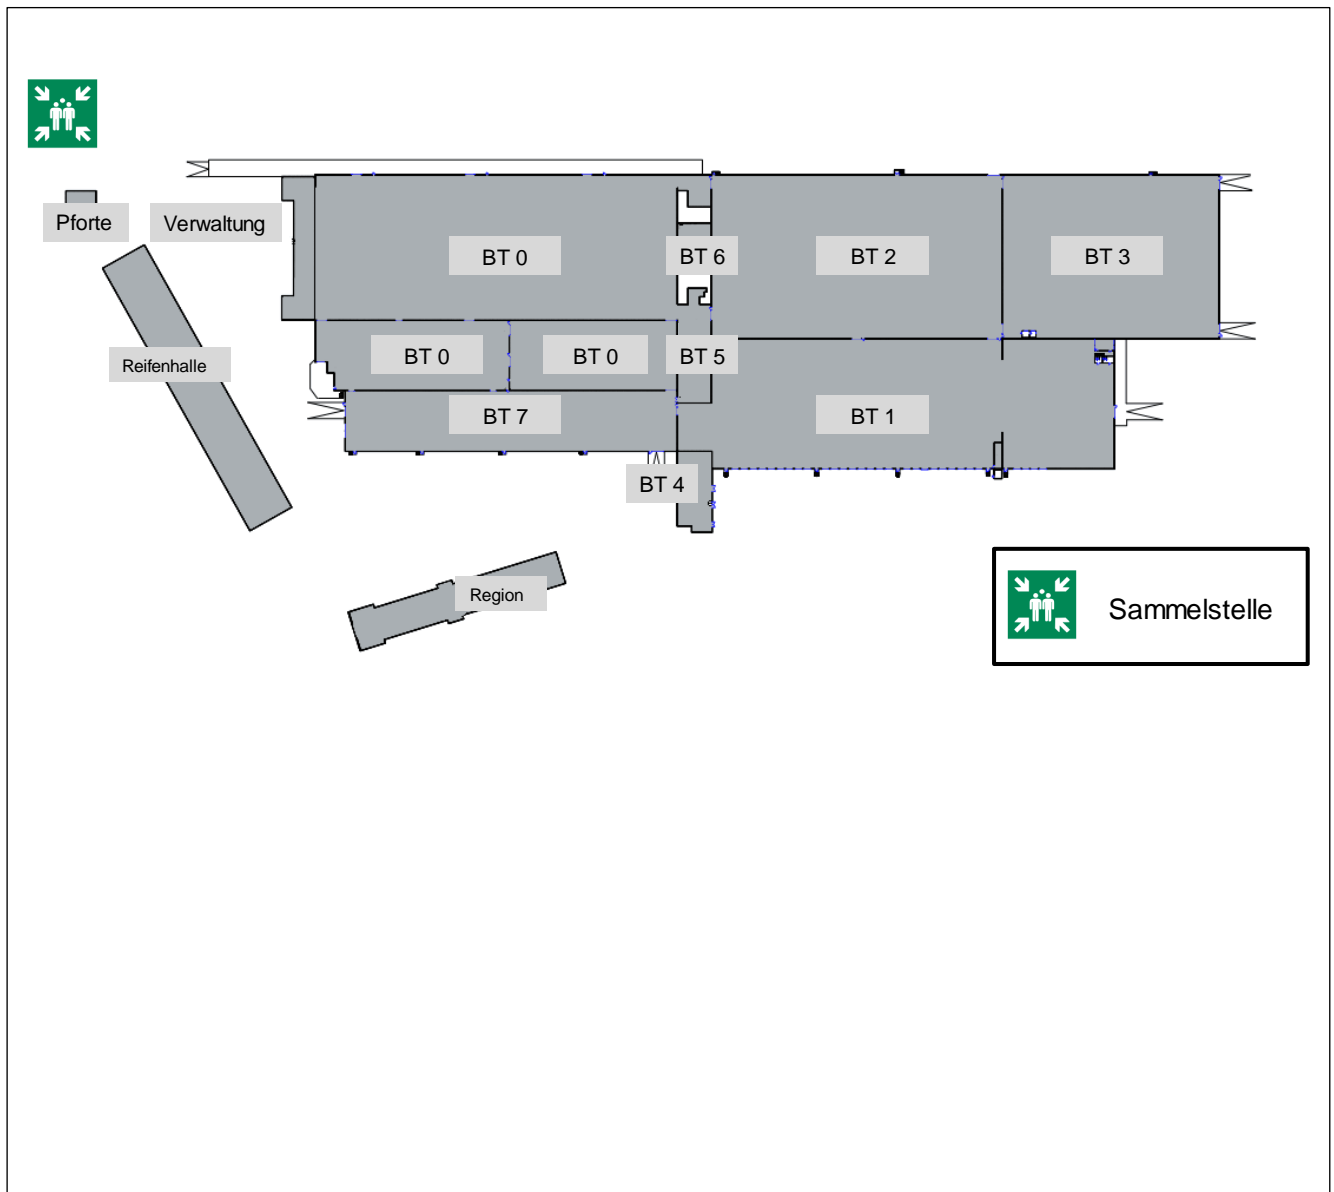 Pforte
Verwaltung
BT 0
BT 6
BT 2
BT 3
Reifenhalle
BT 0
BT 0
BT 5
BT 7
BT 1
BT 4
Region
Sammelstelle